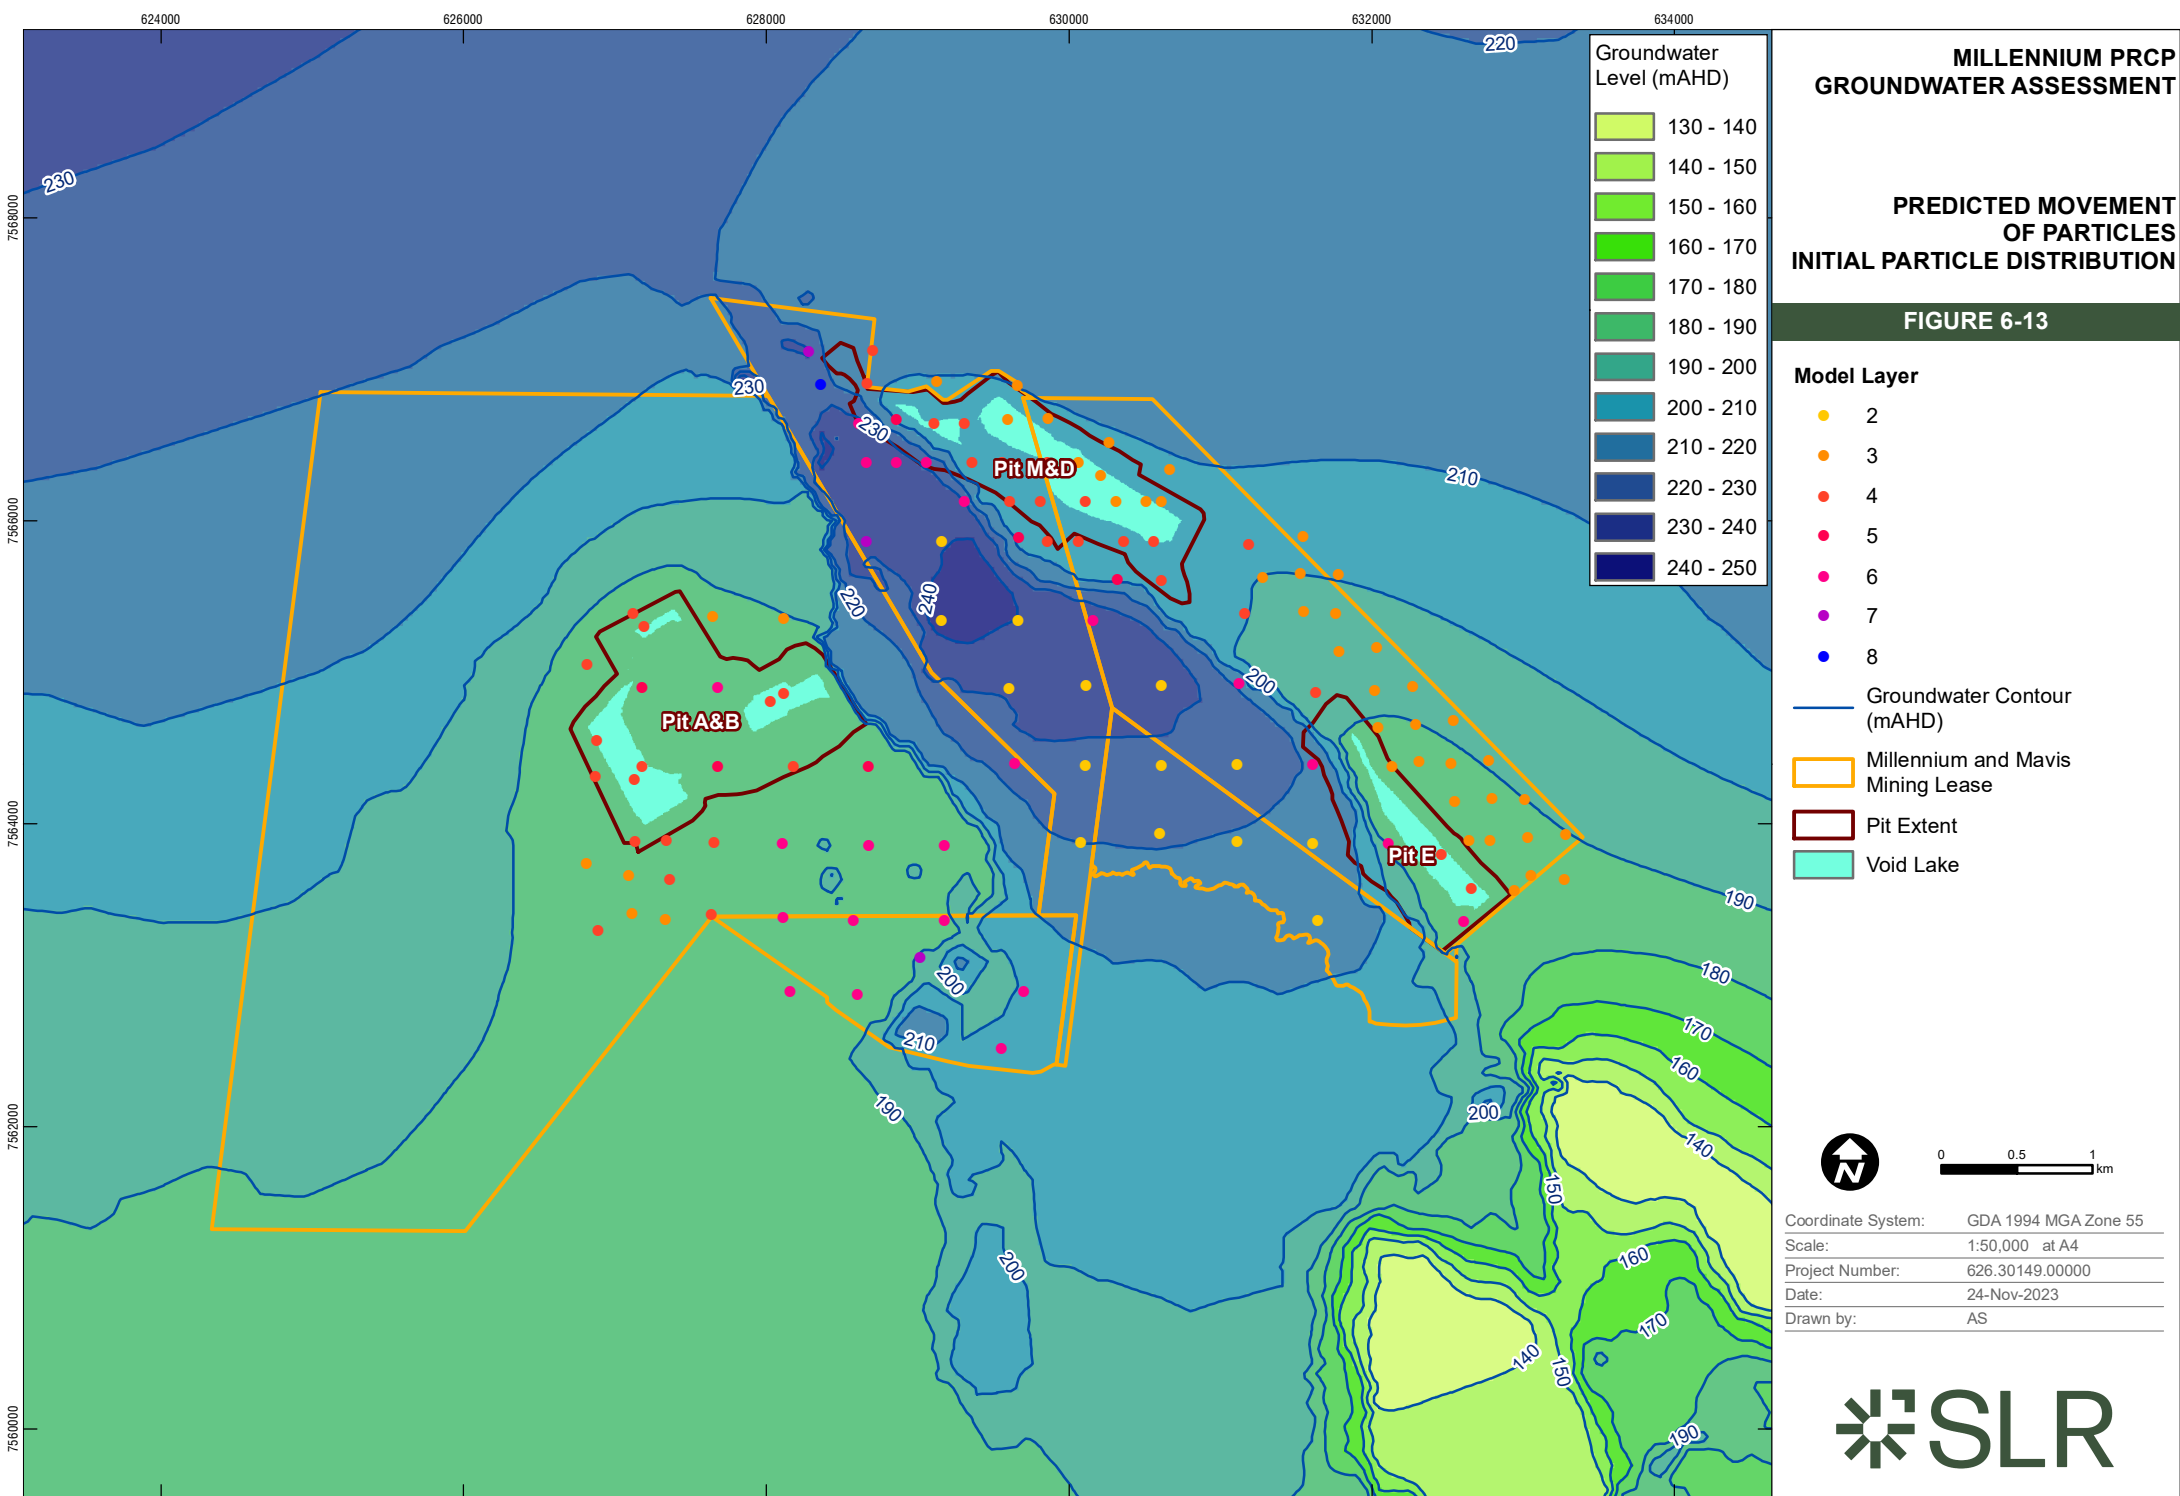 624000
626000
628000
630000
632000
634000
7568000
7566000
7564000
7562000
7560000
220
230
230
230
210
240
220
200
190
200
210
190
180
170
160
140
150
200
200
160
170
140
150
190
Pit M&D
Pit A&B
Pit E
Groundwater
Level (mAHD)
130 - 140
140 - 150
150 - 160
160 - 170
170 - 180
180 - 190
190 - 200
200 - 210
210 - 220
220 - 230
230 - 240
240 - 250
MILLENNIUM PRCP
GROUNDWATER ASSESSMENT
PREDICTED MOVEMENT
OF PARTICLES
INITIAL PARTICLE DISTRIBUTION
FIGURE 6-13
Model Layer
2
3
4
5
6
7
8
Groundwater Contour
(mAHD)
Millennium and Mavis
Mining Lease
Pit Extent
Void Lake
N
0 0.5 1
km
Coordinate System: GDA 1994 MGA Zone 55
Scale: 1:50,000 at A4
Project Number: 626.30149.00000
Date: 24-Nov-2023
Drawn by: AS
SLR